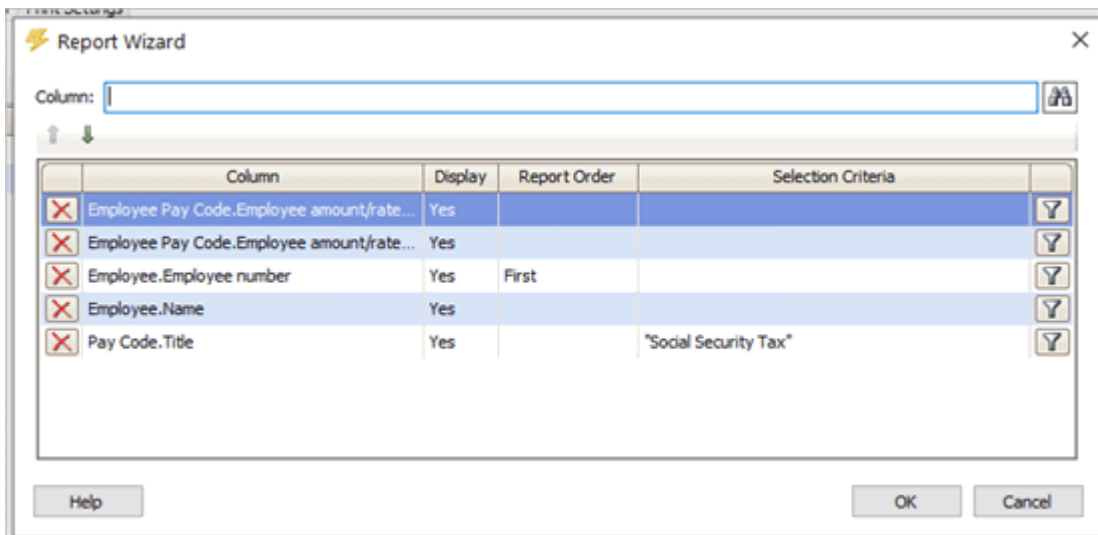 Print Settings
Report Wizard
Column:
Column Display Report Order Selection Criteria
Employee Pay Code.Employee amount/rate... Yes
Employee Pay Code.Employee amount/rate... Yes
Employee.Employee number Yes First
Employee.Name Yes
Pay Code.Title Yes "Social Security Tax"
Help OK Cancel